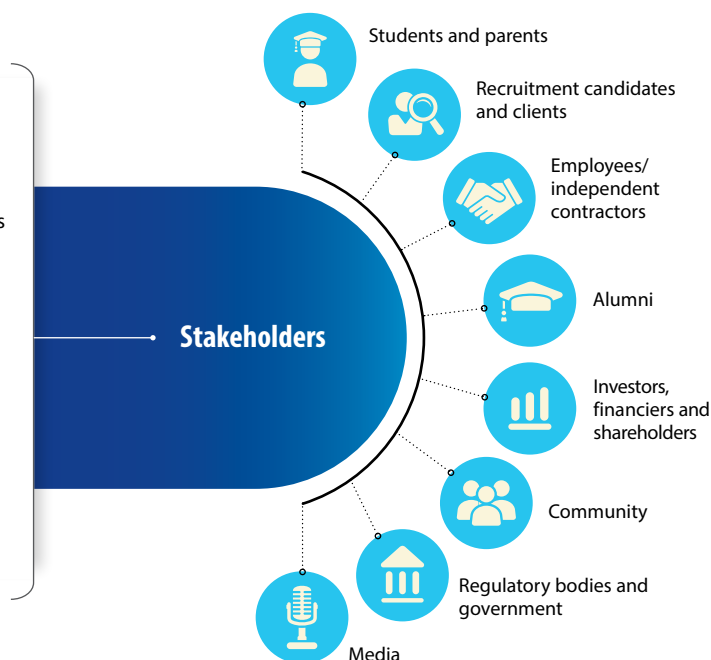 Students and parents
Recruitment candidates
and clients
Employees/
independent
contractors
s
Stakeholders
Alumni
Investors,
financiers and
shareholders
Community
Regulatory bodies and
government
Media